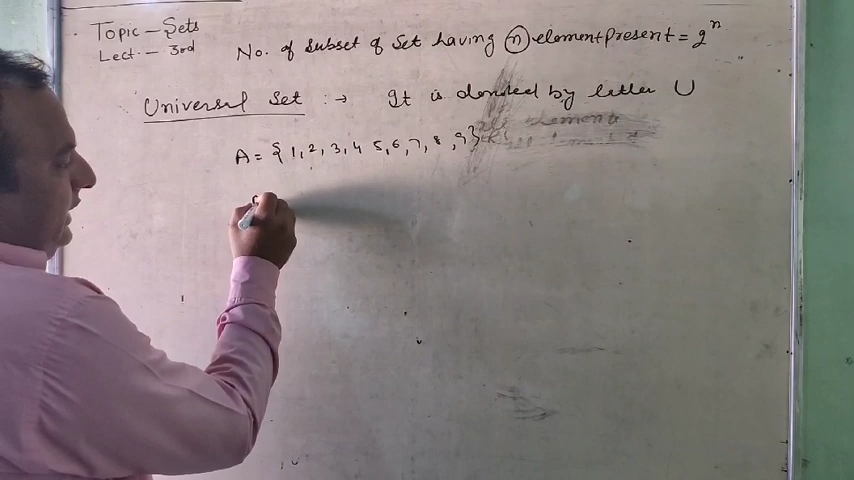 Topic - Sets
Lect. - 3rd
No. of subset of set having n element present = 2ⁿ
Universal Set :→ It is denoted by letter U
A = { 1, 2, 3, 4 5, 6, 7, 8, 9}